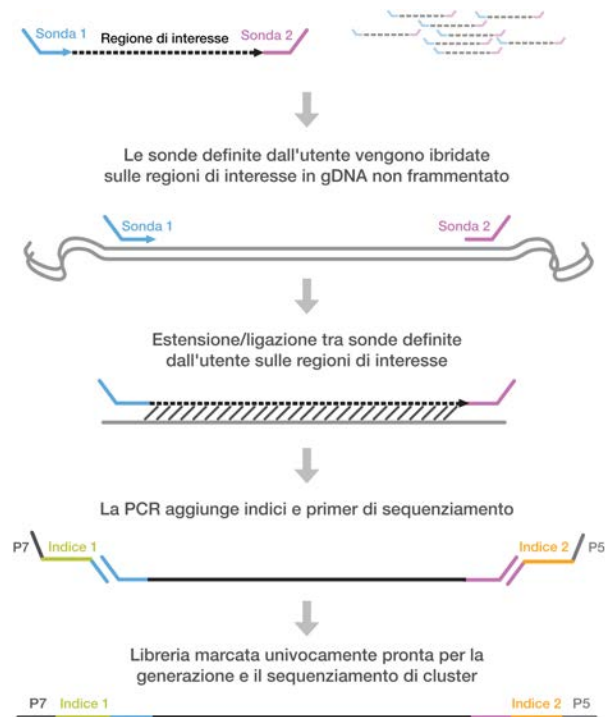 Sonda 1 Regione di interesse Sonda 2
Le sonde definite dall'utente vengono ibridate
sulle regioni di interesse in gDNA non frammentato
Sonda 1 Sonda 2
Estensione/ligazione tra sonde definite
dall'utente sulle regioni di interesse
La PCR aggiunge indici e primer di sequenziamento
P7 Indice 1 Indice 2 P5
Libreria marcata univocamente pronta per la
generazione e il sequenziamento di cluster
P7 Indice 1 Indice 2 P5